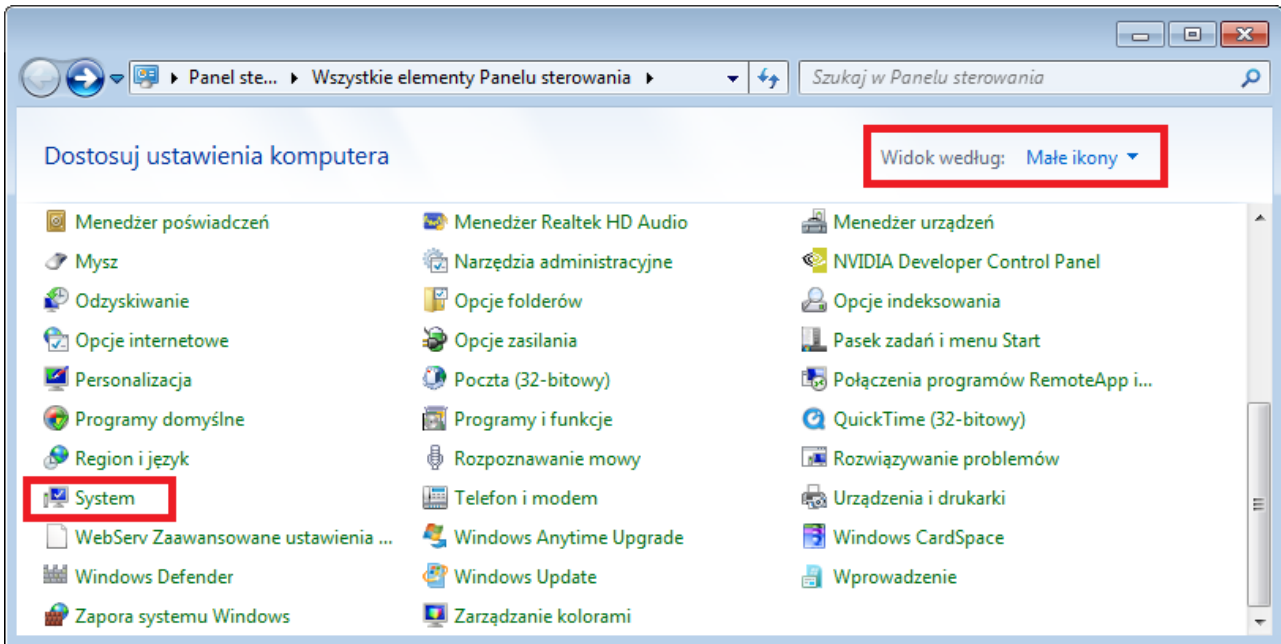 Panel ste... Wszystkie elementy Panelu sterowania Szukaj w Panelu sterowania
Dostosuj ustawienia komputera Widok według: Małe ikony
Menedżer poświadczeń Menedżer Realtek HD Audio Menedżer urządzeń
Mysz Narzędzia administracyjne NVIDIA Developer Control Panel
Odzyskiwanie Opcje folderów Opcje indeksowania
Opcje internetowe Opcje zasilania Pasek zadań i menu Start
Personalizacja Poczta (32-bitowy) Połączenia programów RemoteApp i...
Programy domyślne Programy i funkcje QuickTime (32-bitowy)
Region i język Rozpoznawanie mowy Rozwiązywanie problemów
System Telefon i modem Urządzenia i drukarki
WebServ Zaawansowane ustawienia ... Windows Anytime Upgrade Windows CardSpace
Windows Defender Windows Update Wprowadzenie
Zapora systemu Windows Zarządzanie kolorami